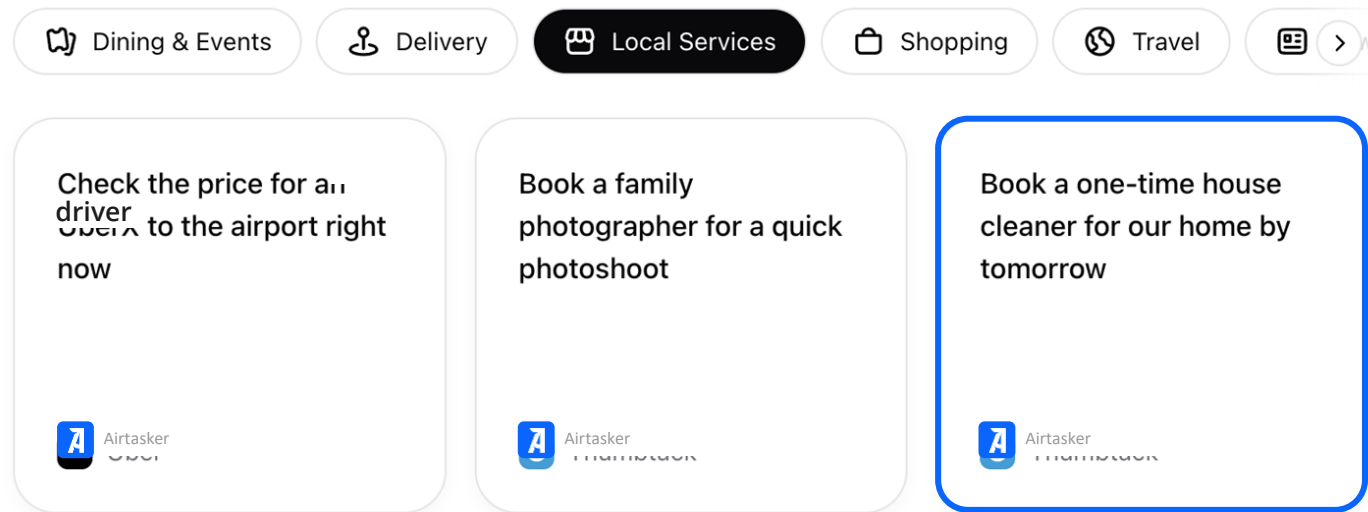 Dining & Events
Delivery
Local Services
Shopping
Travel
Check the price for an
driver
to the airport right
now
Airtasker
Book a family
photographer for a quick
photoshoot
Airtasker
Book a one-time house
cleaner for our home by
tomorrow
Airtasker